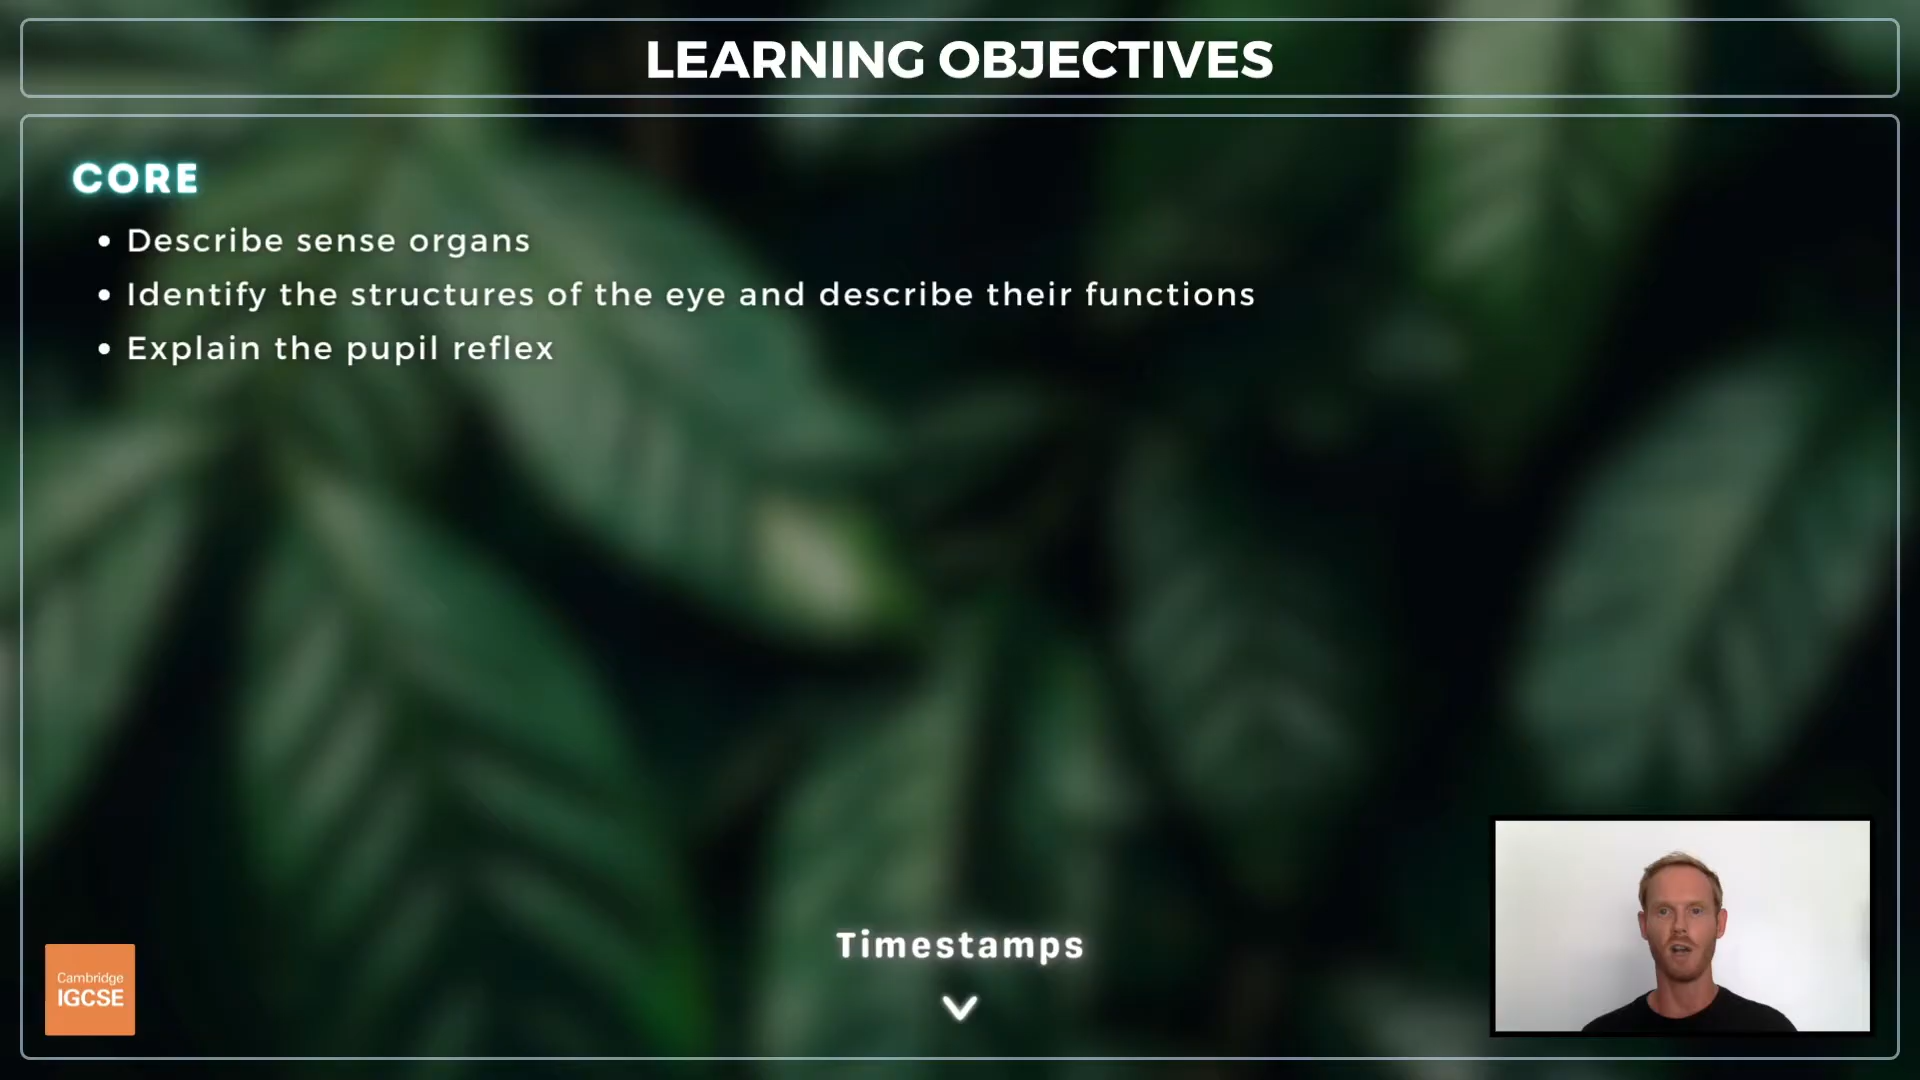 LEARNING OBJECTIVES
CORE
• Describe sense organs
• Identify the structures of the eye and describe their functions
• Explain the pupil reflex
Timestamps
Cambridge
IGCSE